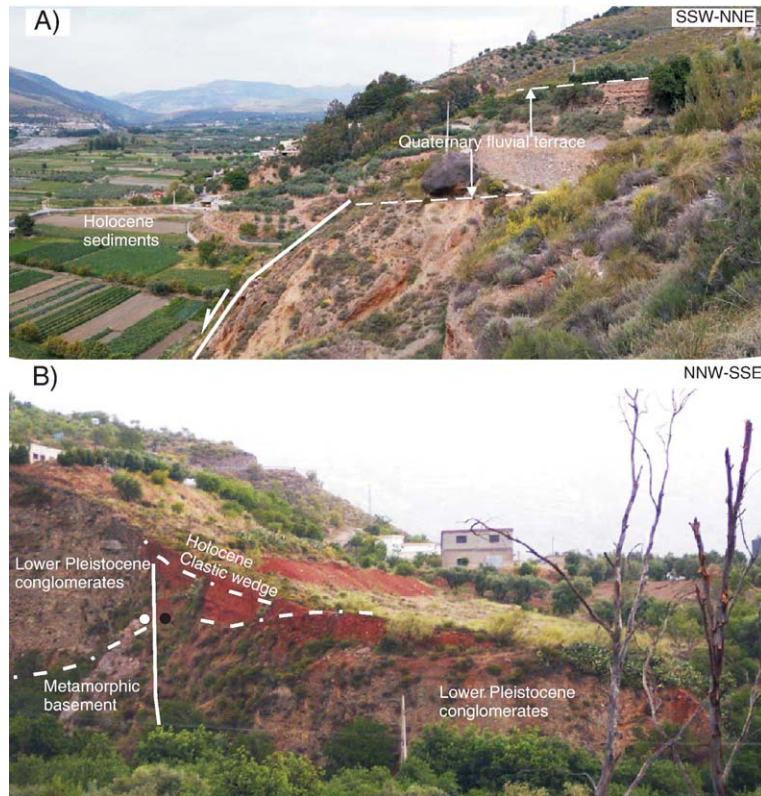 A)
SSW-NNE
Quaternary fluvial terrace
Holocene
sediments
B)
NNW-SSE
Holocene
Clastic wedge
Lower Pleistocene
conglomerates
Metamorphic
basement
Lower Pleistocene
conglomerates